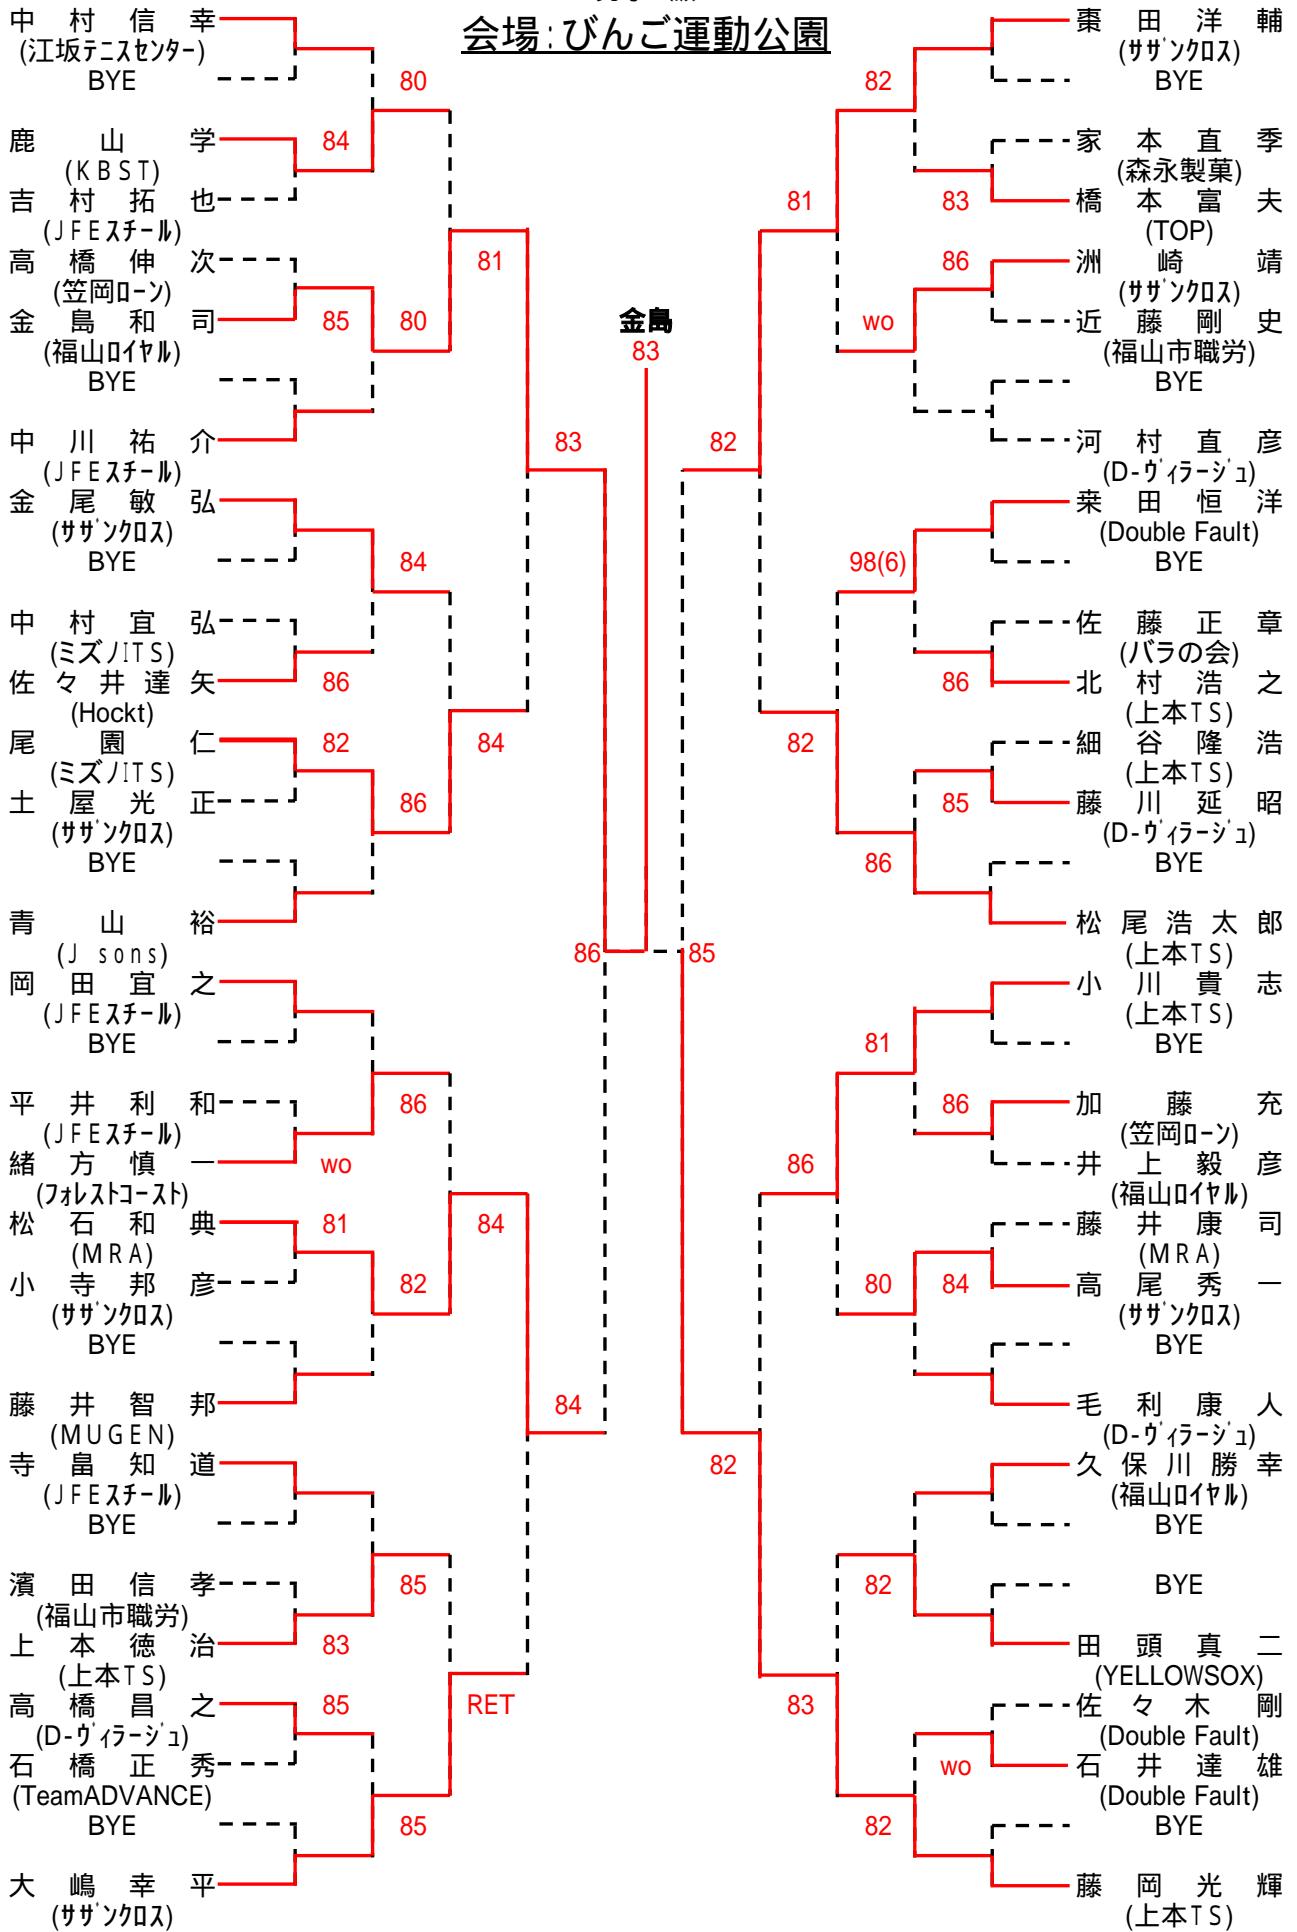 会場:びんご運動公園
中村信幸
(江坂テニスセンター)
BYE
80
鹿山学
84
(KBST)
吉村拓也
(JFEスチール)
高橋伸次
81
(笠岡ローン)
金島和司
85
80
(福山ロイヤル)
BYE
中川祐介
83
(JFEスチール)
金尾敏弘
(サザンクロス)
BYE
84
中村宜弘
(ミズノITS)
佐々井達矢
86
(Hockt)
尾園仁
82
84
(ミズノITS)
土屋光正
86
(サザンクロス)
BYE
青山裕
(J sons)
86
岡田宜之
(JFEスチール)
BYE
平井利和
86
(JFEスチール)
緒方慎一
wo
(フォレストコースト)
松石和典
81
84
(MRA)
小寺邦彦
82
(サザンクロス)
BYE
藤井智邦
84
(MUGEN)
寺畠知道
(JFEスチール)
BYE
濱田信孝
85
(福山市職労)
上本徳治
83
(上本TS)
高橋昌之
85
RET
(D-ヴィラージュ)
石橋正秀
(TeamADVANCE)
BYE
85
大嶋幸平
(サザンクロス)
金島
83
棗田洋輔
(サザンクロス)
82
BYE
家本直季
(森永製菓)
81
83
橋本富夫
(TOP)
86
洲崎靖
(サザンクロス)
wo
近藤剛史
(福山市職労)
BYE
82
河村直彦
(D-ヴィラージュ)
来田恒洋
(Double Fault)
98(6)
BYE
佐藤正章
(バラの会)
86
北村浩之
(上本TS)
82
細谷隆浩
(上本TS)
85
藤川延昭
(D-ヴィラージュ)
86
BYE
松尾浩太郎
(上本TS)
85
小川貴志
(上本TS)
81
BYE
86
加藤充
(笠岡ローン)
86
井上毅彦
(福山ロイヤル)
藤井康司
(MRA)
80
84
高尾秀一
(サザンクロス)
BYE
毛利康人
(D-ヴィラージュ)
82
久保川勝幸
(福山ロイヤル)
BYE
82
BYE
田頭真二
(YELLOWSOX)
83
佐々木剛
(Double Fault)
wo
石井達雄
(Double Fault)
82
BYE
藤岡光輝
(上本TS)